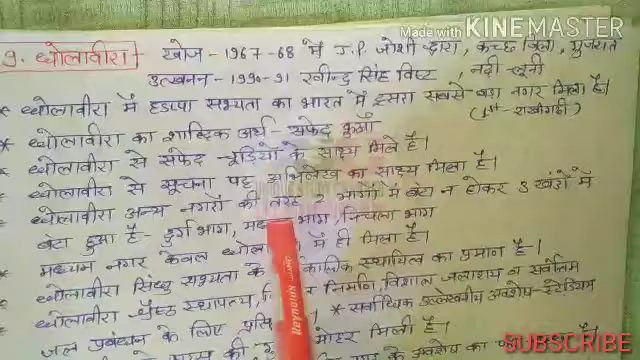 Made with KINEMASTER
9. धोलावीरा - खोज - 1967-68 में J.P. जोशी द्वारा, कच्छ जिला, गुजरात
उत्खनन - 1990-91 रवीन्द्र सिंह विष्ट, नदी - लूनी
* धोलावीरा में हड़प्पा सभ्यता का भारत में दूसरा सबसे बड़ा नगर मिला है।
(1st - राखीगढ़ी)
* धोलावीरा का शाब्दिक अर्थ - सफेद कुआँ
* धोलावीरा से सफेद - चूड़ियों के साक्ष्य मिले हैं।
* धोलावीरा से सूचना पट्ट अभिलेख का साक्ष्य मिला है।
* धोलावीरा अन्य नगरों की तरह 2 भागों में बंटा न होकर 3 खंडों में
बंटा हुआ है - दुर्ग भाग, मध्यम भाग, निचला भाग
* मध्यम नगर केवल में ही मिला है।
* धोलावीरा सिंधु सभ्यता के स्थायित्व का प्रमाण है।
* धोलावीरा स्थापत्य, निर्माण, विशाल जलाशय व सर्वोत्तम
जल प्रबंधन के लिए * सर्वाधिक उल्लेखनीय अवशेष - स्टेडियम
मिली है।
SUBSCRIBE